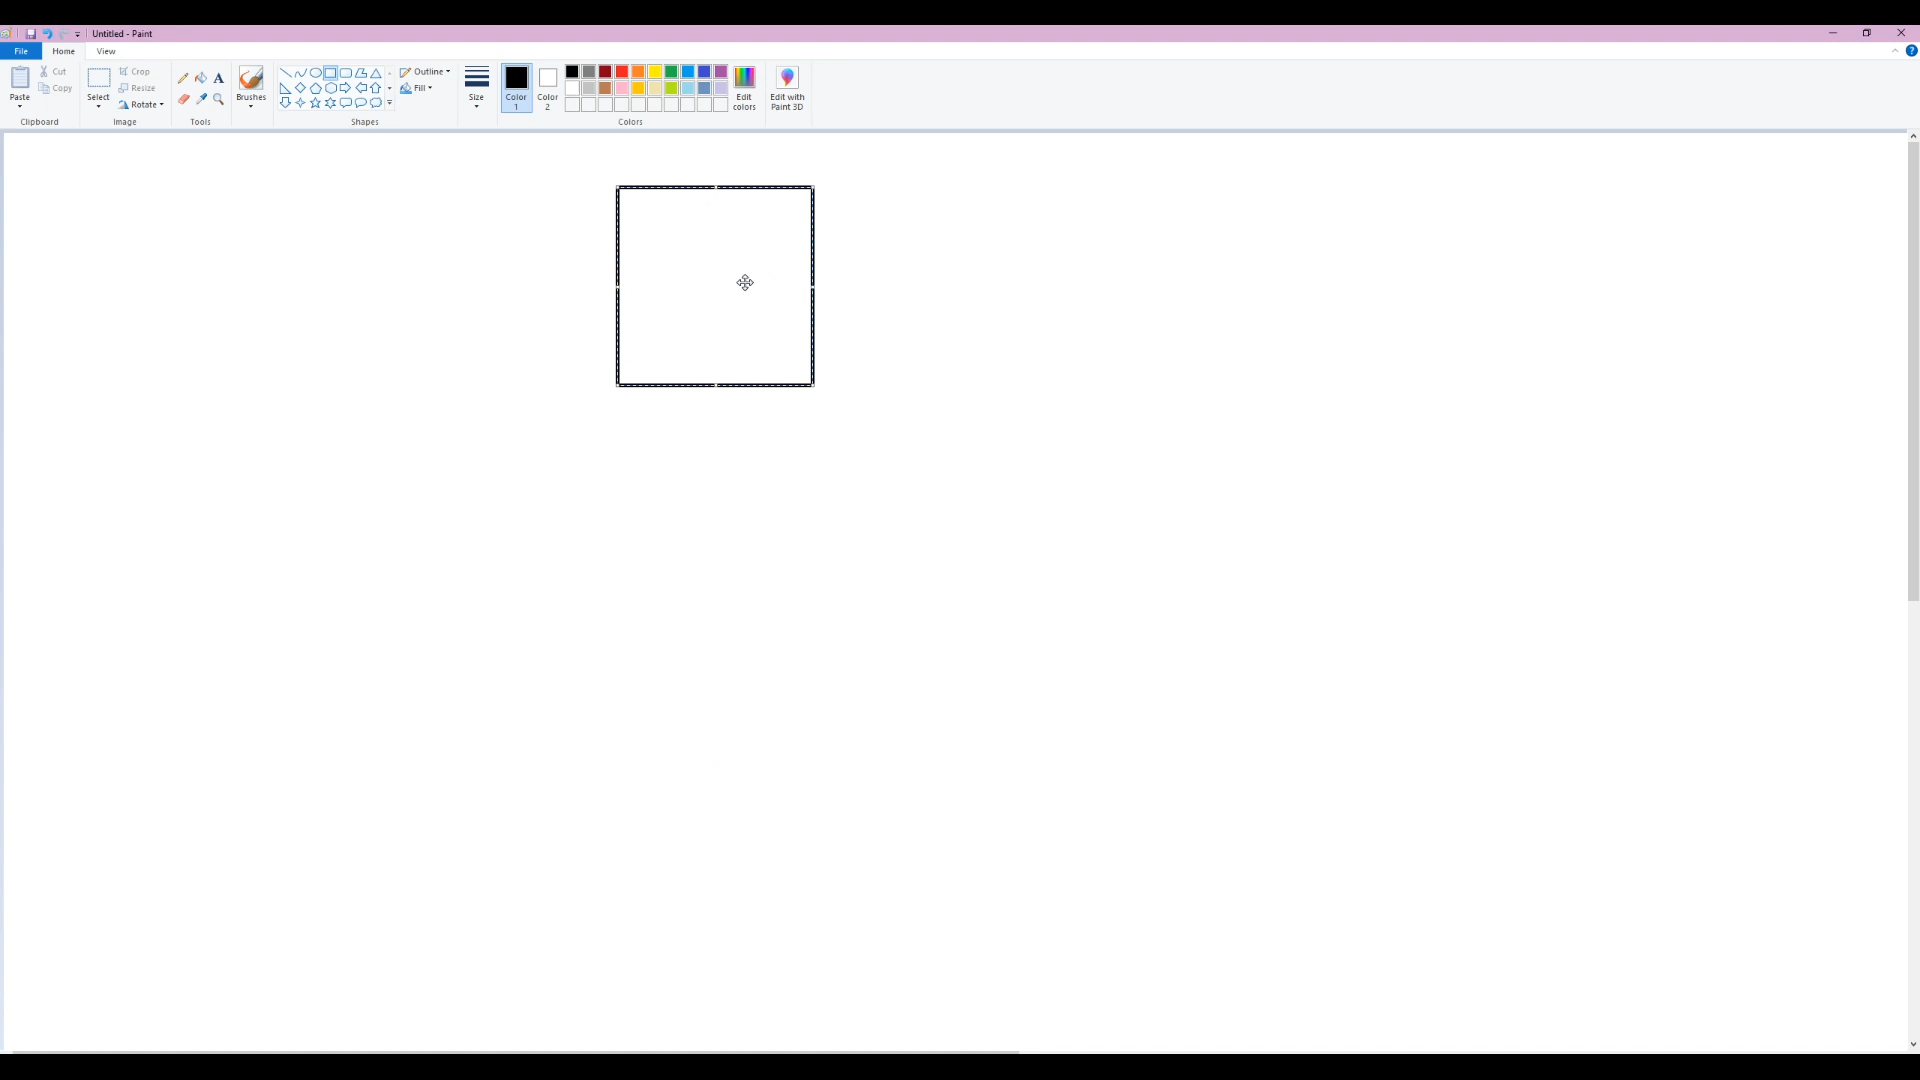 Untitled - Paint
File Home View
Paste Cut Copy Clipboard
Select Crop Resize Rotate Image
A Tools
Brushes
Outline Fill Shapes
Size
Color 1 Color 2 Colors
Edit colors
Edit with Paint 3D
?